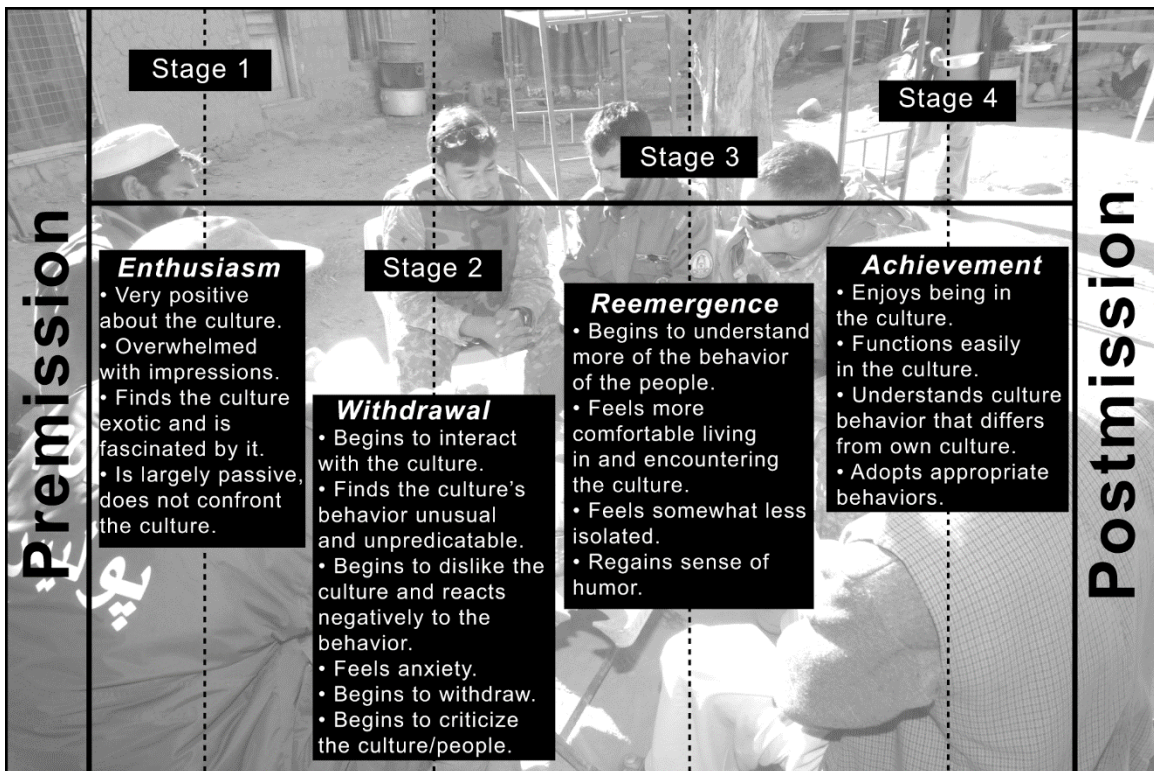 Premission
Stage 1
Enthusiasm
• Very positive
about the culture.
• Overwhelmed
with impressions.
• Finds the culture
exotic and is
fascinated by it.
• Is largely passive,
does not confront
the culture.
Stage 2
Withdrawal
• Begins to interact
with the culture.
• Finds the culture’s
behavior unusual
and unpredicatable.
• Begins to dislike the
culture and reacts
negatively to the
behavior.
• Feels anxiety.
• Begins to withdraw.
• Begins to criticize
the culture/people.
Stage 3
Reemergence
• Begins to understand
more of the behavior
of the people.
• Feels more
comfortable living
in and encountering
the culture.
• Feels somewhat less
isolated.
• Regains sense of
humor.
Stage 4
Achievement
• Enjoys being in
the culture.
• Functions easily
in the culture.
• Understands culture
behavior that differs
from own culture.
• Adopts appropriate
behaviors.
Postmission